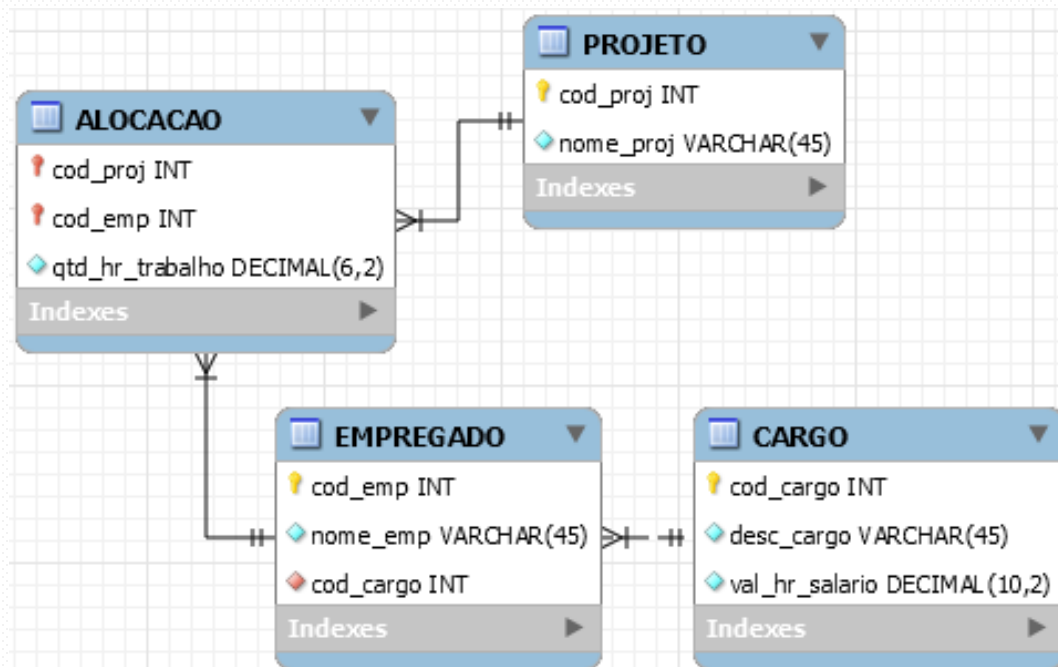 ALOCACAO
cod_proj INT
cod_emp INT
qtd_hr_trabalho DECIMAL(6,2)
Indexes
PROJETO
cod_proj INT
nome_proj VARCHAR(45)
Indexes
EMPREGADO
cod_emp INT
nome_emp VARCHAR(45)
cod_cargo INT
Indexes
CARGO
cod_cargo INT
desc_cargo VARCHAR(45)
val_hr_salario DECIMAL(10,2)
Indexes